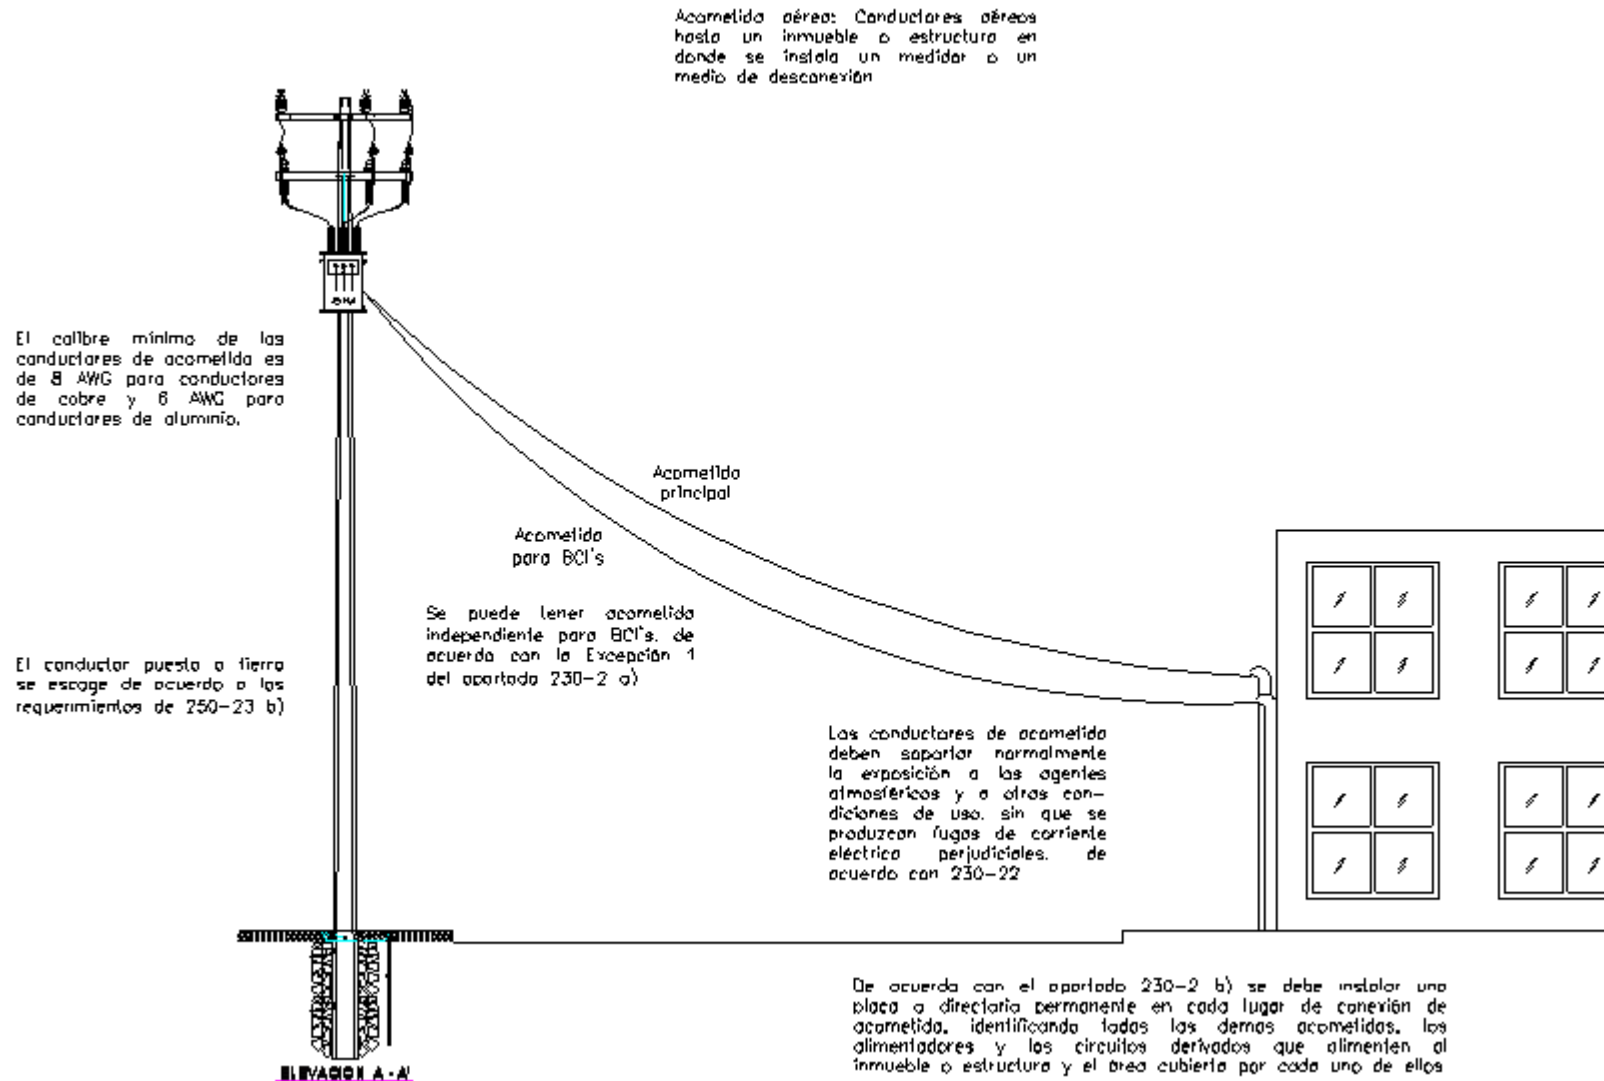 Acometida aérea: Conductores aéreos
hasta un inmueble o estructura en
donde se instala un medidor o un
medio de desconexión
El calibre mínimo de los
conductores de acometida es
de 8 AWG para conductores
de cobre y 6 AWG para
conductores de aluminio.
Acometida
principal
Acometida
para BCI's
Se puede tener acometida
independiente para BCI's, de
acuerdo con la Excepción 1
del apartado 230-2 a)
El conductor puesto a tierra
se escoge de acuerdo a los
requerimientos de 250-23 b)
Los conductores de acometida
deben soportar normalmente
la exposición a los agentes
atmosféricos y a otras con-
diciones de uso, sin que se
produzcan fugas de corriente
eléctrica perjudiciales, de
acuerdo con 230-22
De acuerdo con el apartado 230-2 b) se debe instalar una
placa o directorio permanente en cada lugar de conexión de
acometida, identificando todas las demas acometidas, los
alimentadores y los circuitos derivados que alimenten al
inmueble o estructura y el área cubierta por cada uno de ellos
ELEVACION A - A'